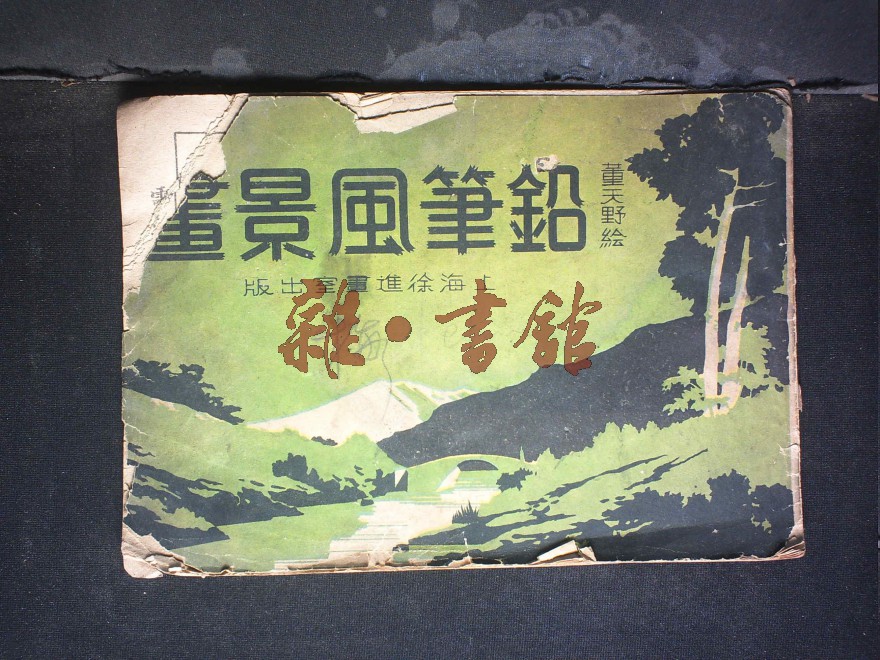 鉛筆風景畫
董天野繪
上海徐進畫室出版
雜·書館